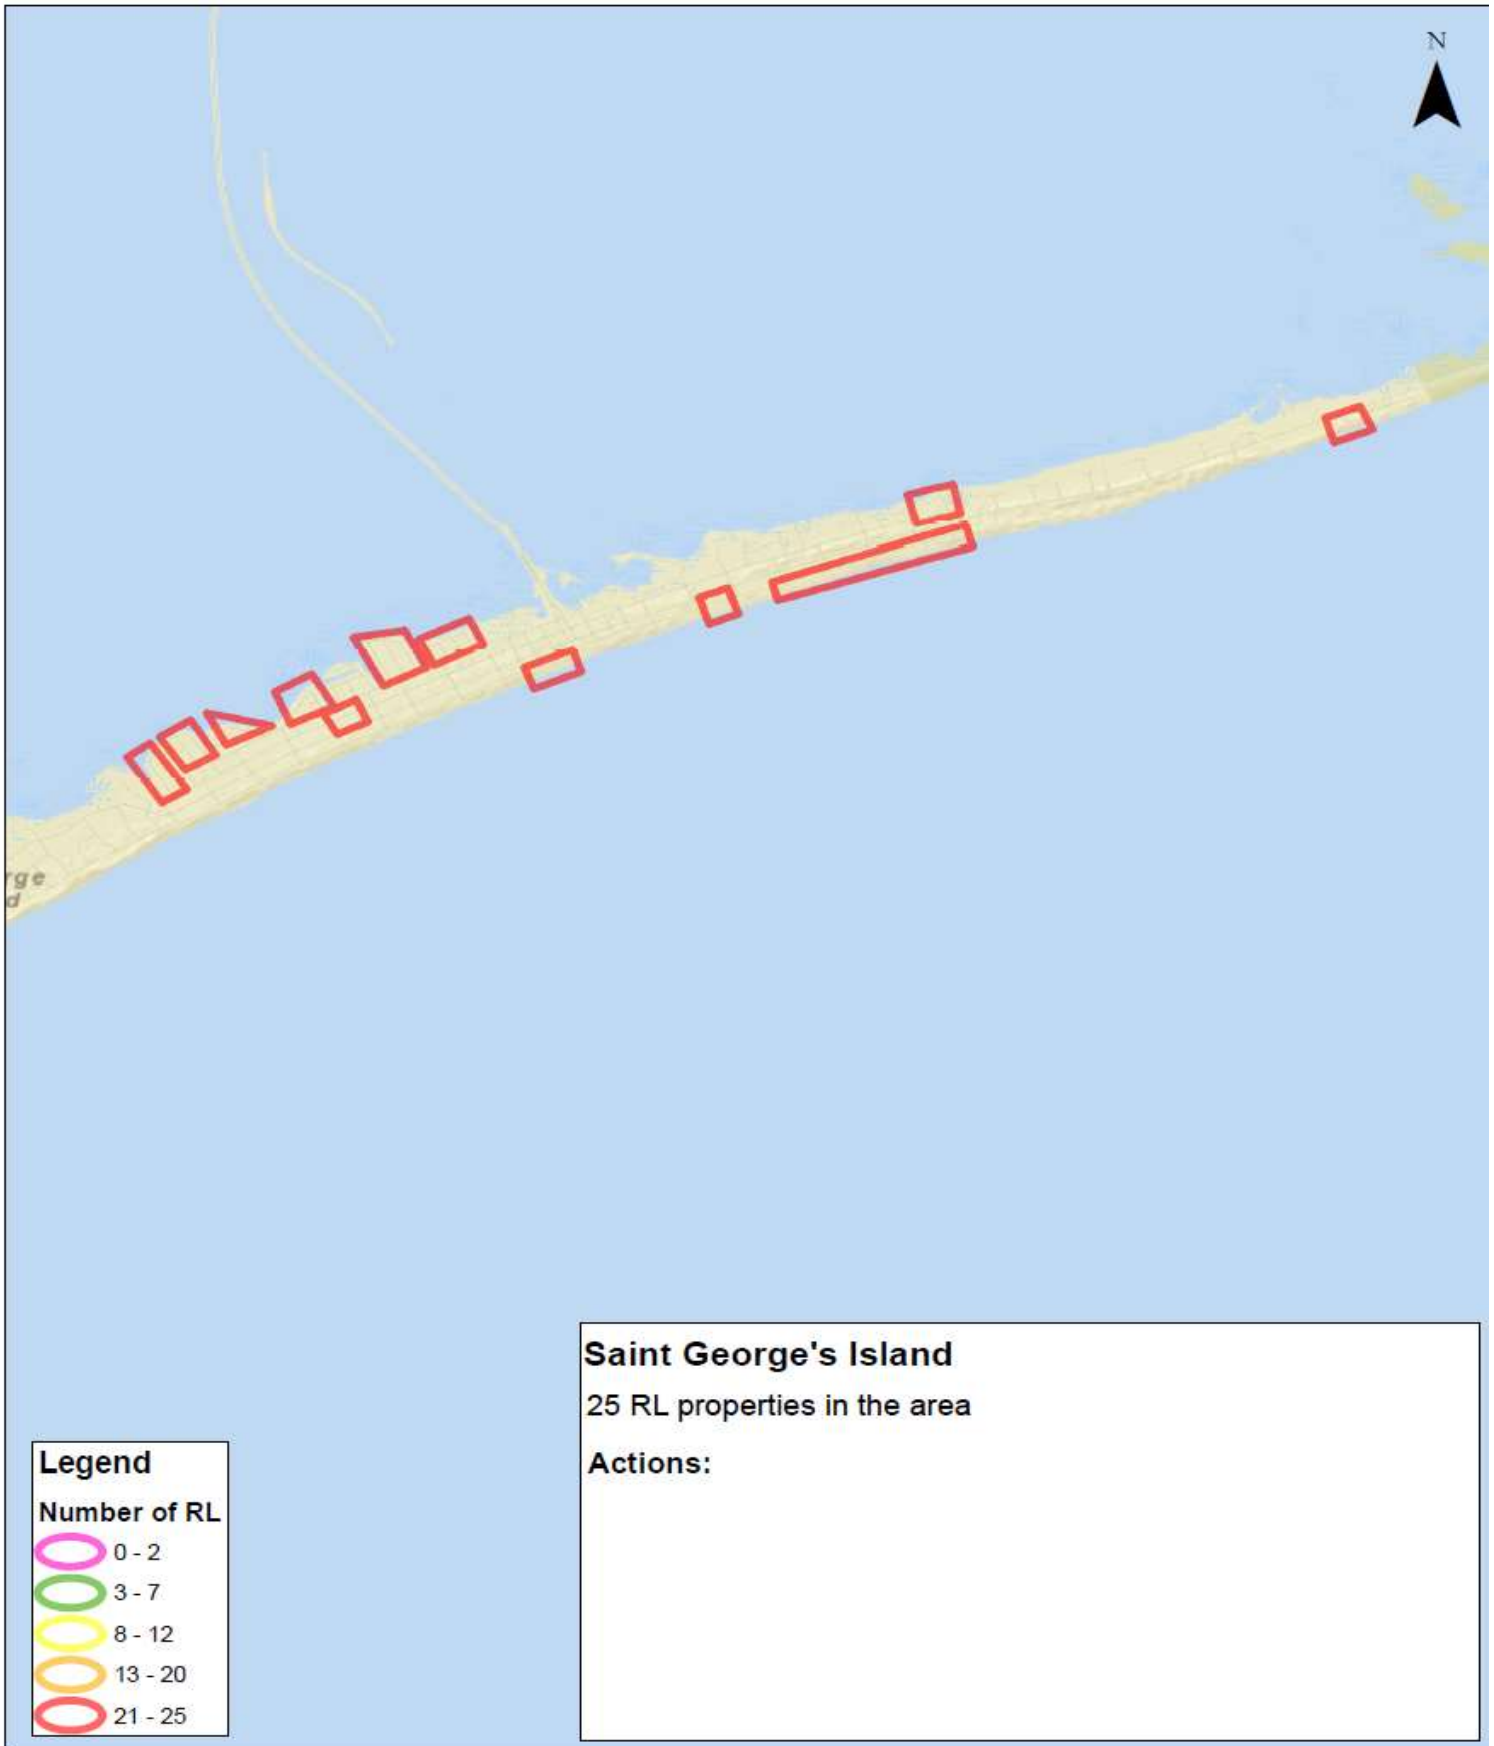 N
rge
d
Saint George's Island
25 RL properties in the area
Actions:
Legend
Number of RL
0 - 2
3 - 7
8 - 12
13 - 20
21 - 25